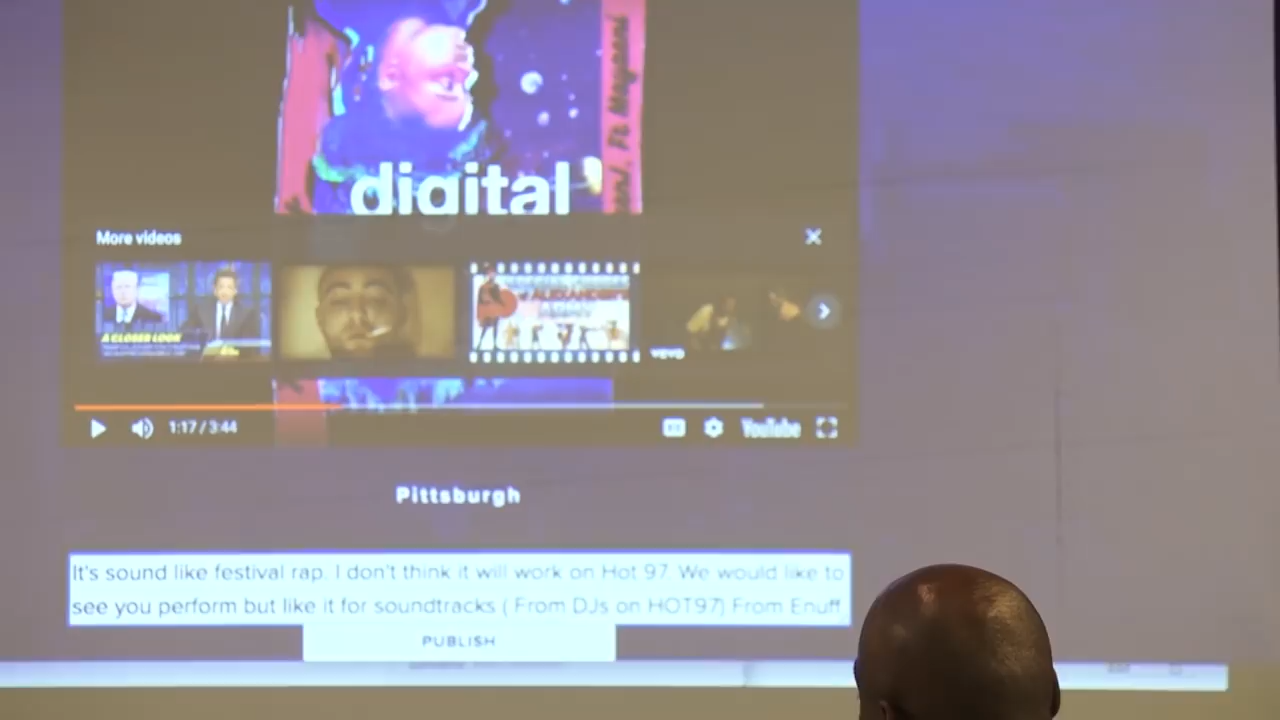 digital
Ft
More videos
A CLOSER LOOK
vevo
1:17 / 3:44
CC
YouTube
Pittsburgh
It's sound like festival rap. I don't think it will work on Hot 97. We would like to
see you perform but like it for soundtracks ( From DJs on HOT97) From Enuff
PUBLISH